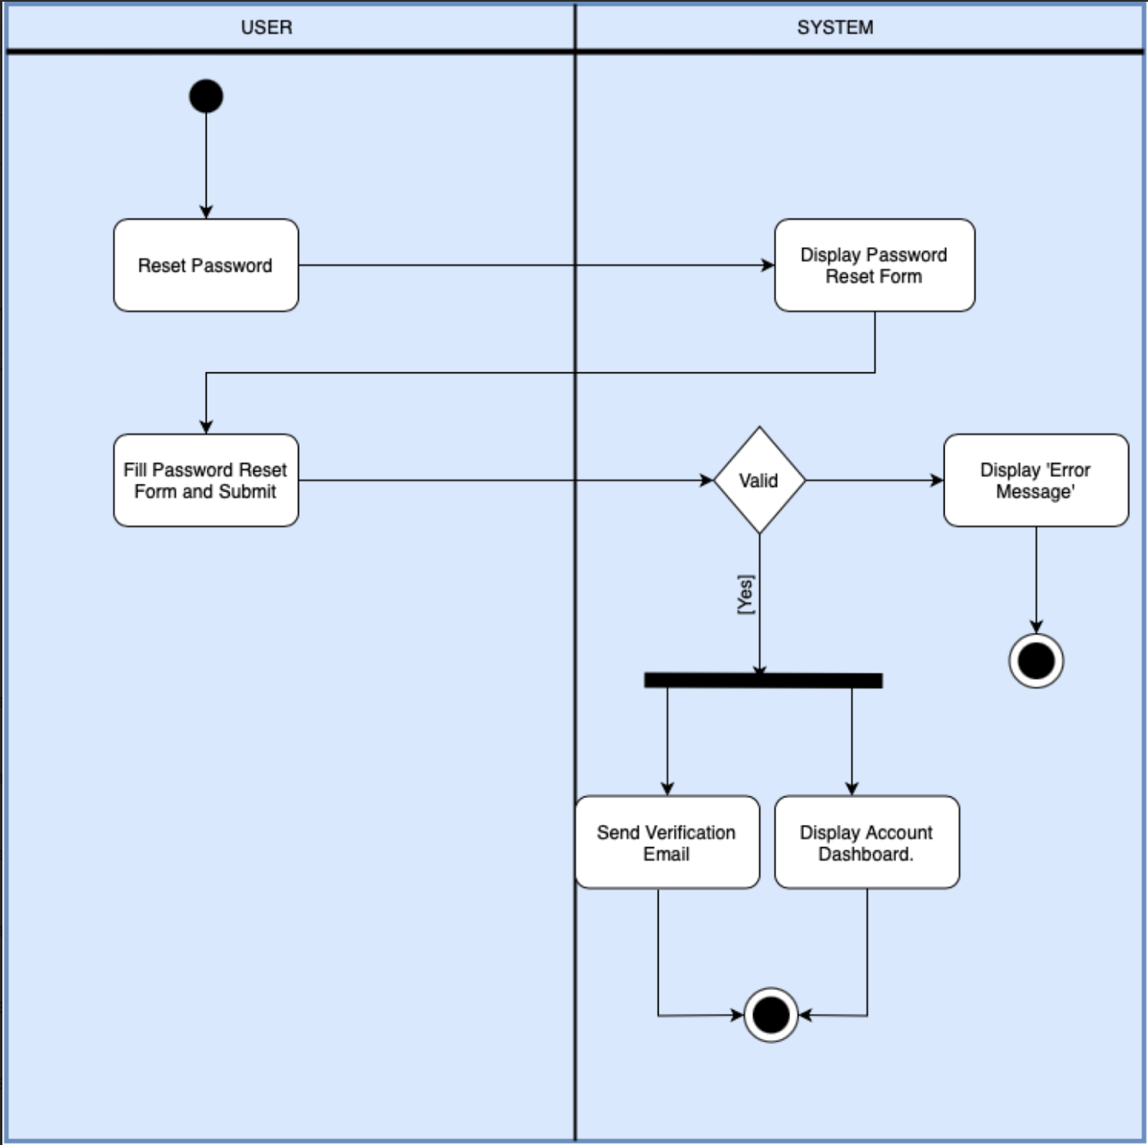 USER
SYSTEM
Reset Password
Display Password
Reset Form
Fill Password Reset
Form and Submit
Valid
Display 'Error
Message'
[Yes]
Send Verification
Email
Display Account
Dashboard.